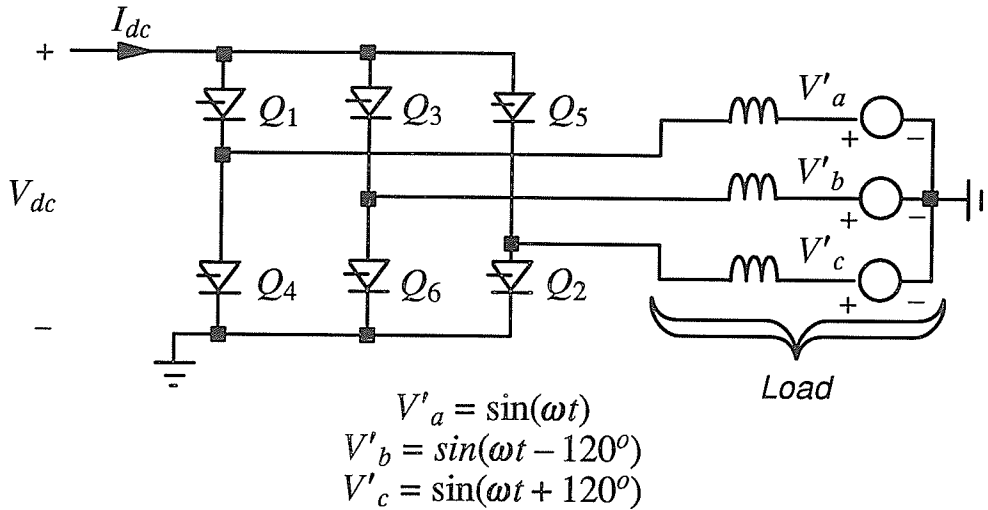 I_dc
+
Q_1
Q_3
Q_5
V'_a
+ −
V_dc
V'_b
+ −
V'_c
+ −
Q_4
Q_6
Q_2
−
Load
V'_a = sin(ωt)
V'_b = sin(ωt − 120°)
V'_c = sin(ωt + 120°)